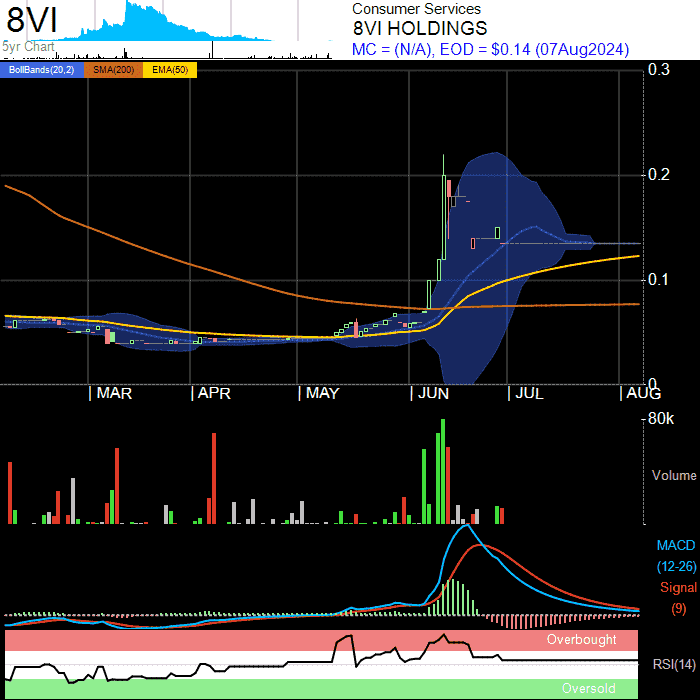 8VI
5yr Chart
Consumer Services
8VI HOLDINGS
MC = (N/A), EOD = $0.14 (07Aug2024)
BollBands(20,2) SMA(200) EMA(50)
0.3
0.2
0.1
0
MAR APR MAY JUN JUL AUG
80k
Volume
MACD
(12-26)
Signal
(9)
Overbought
RSI(14)
Oversold